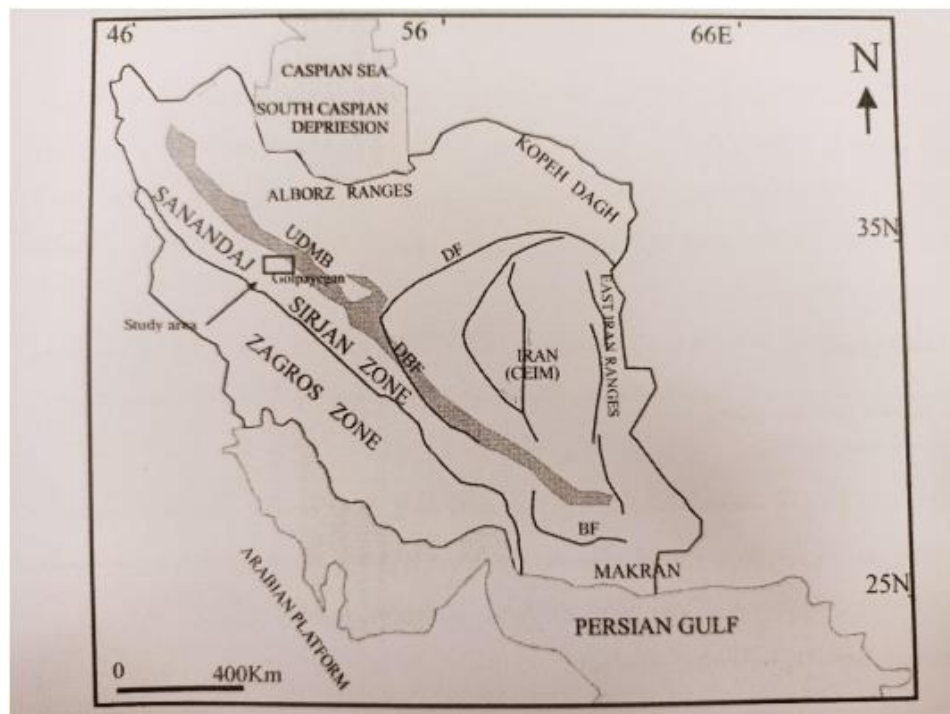 46
56
66E
N
CASPIAN SEA
SOUTH CASPIAN
DEPRIESION
KOPEH DAGH
ALBORZ RANGES
35N
SANANDAJ
UDMB
DF
Golpayegan
EAST IRAN RANGES
Study area
SIRJAN ZONE
DBF
IRAN
(CEIM)
ZAGROS ZONE
BF
MAKRAN
25N
ARABIAN PLATFORM
PERSIAN GULF
0 400Km